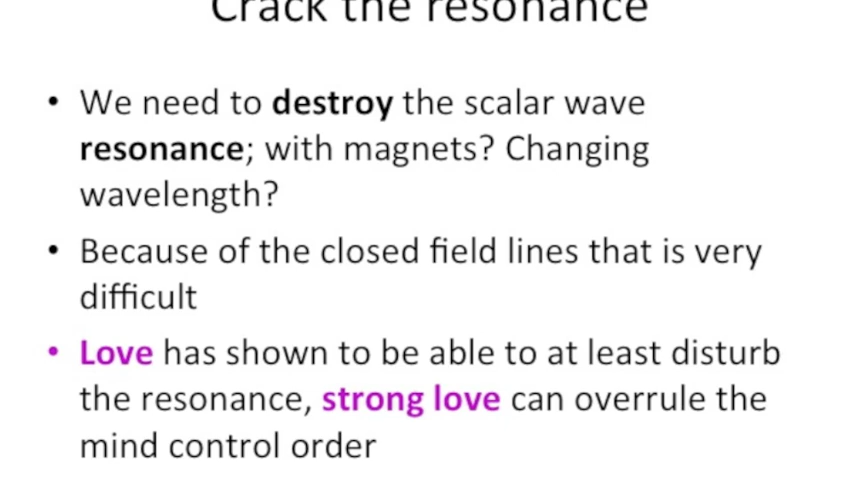 Crack the resonance
• We need to destroy the scalar wave
resonance; with magnets? Changing
wavelength?
• Because of the closed field lines that is very
difficult
• Love has shown to be able to at least disturb
the resonance, strong love can overrule the
mind control order